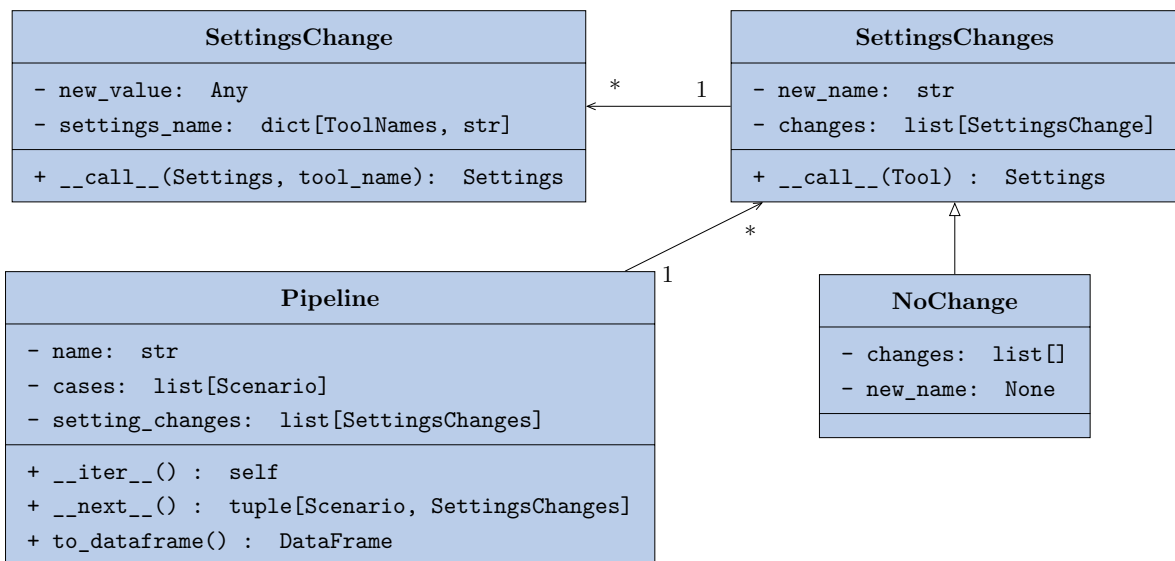 SettingsChange
- new_value: Any
- settings_name: dict[ToolNames, str]
+ __call__(Settings, tool_name): Settings
* 1
SettingsChanges
- new_name: str
- changes: list[SettingsChange]
+ __call__(Tool) : Settings
*
1
Pipeline
- name: str
- cases: list[Scenario]
- setting_changes: list[SettingsChanges]
+ __iter__() : self
+ __next__() : tuple[Scenario, SettingsChanges]
+ to_dataframe() : DataFrame
NoChange
- changes: list[]
- new_name: None